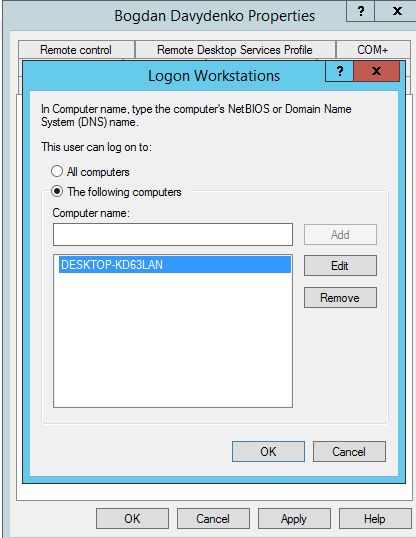 Bogdan Davydenko Properties
?
x
Remote control
Remote Desktop Services Profile
COM+
Logon Workstations
?
x
In Computer name, type the computer's NetBIOS or Domain Name
System (DNS) name.
This user can log on to:
All computers
The following computers
Computer name:
Add
DESKTOP-KD63LAN
Edit
Remove
OK
Cancel
OK
Cancel
Apply
Help